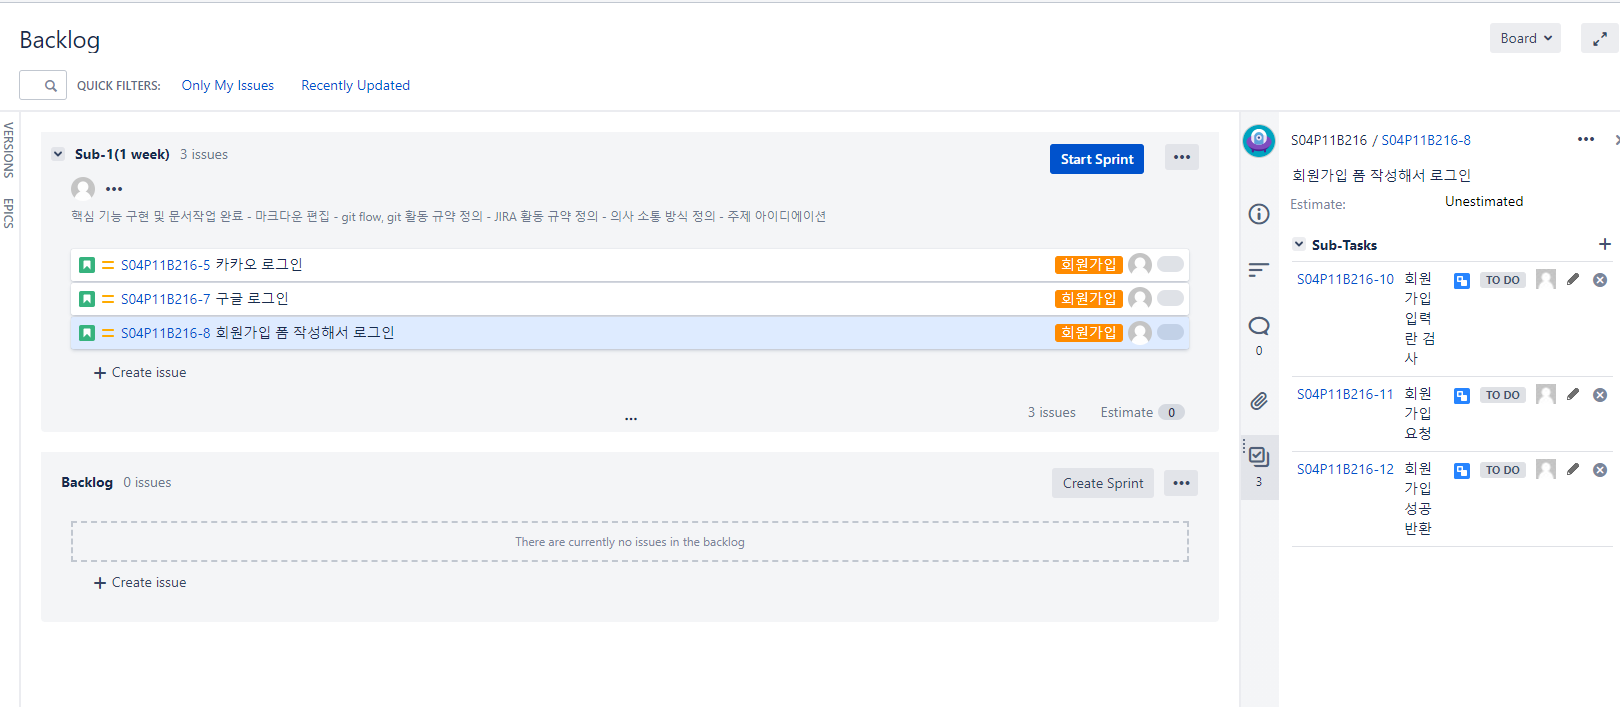 Backlog
Board
QUICK FILTERS:
Only My Issues
Recently Updated
VERSIONS
EPICS
Sub-1(1 week) 3 issues
Start Sprint
•••
•••
핵심 기능 구현 및 문서작업 완료 - 마크다운 편집 - git flow, git 활동 규약 정의 - JIRA 활동 규약 정의 - 의사 소통 방식 정의 - 주제 아이디에이션
S04P11B216-5 카카오 로그인 회원가입
S04P11B216-7 구글 로그인 회원가입
S04P11B216-8 회원가입 폼 작성해서 로그인 회원가입
+ Create issue
...
3 issues Estimate 0
Backlog 0 issues
Create Sprint
•••
There are currently no issues in the backlog
+ Create issue
0
3
S04P11B216 / S04P11B216-8
•••
회원가입 폼 작성해서 로그인
Estimate: Unestimated
Sub-Tasks +
S04P11B216-10 회원 TO DO
가입
입력
란 검
사
S04P11B216-11 회원 TO DO
가입
요청
S04P11B216-12 회원 TO DO
가입
성공
반환